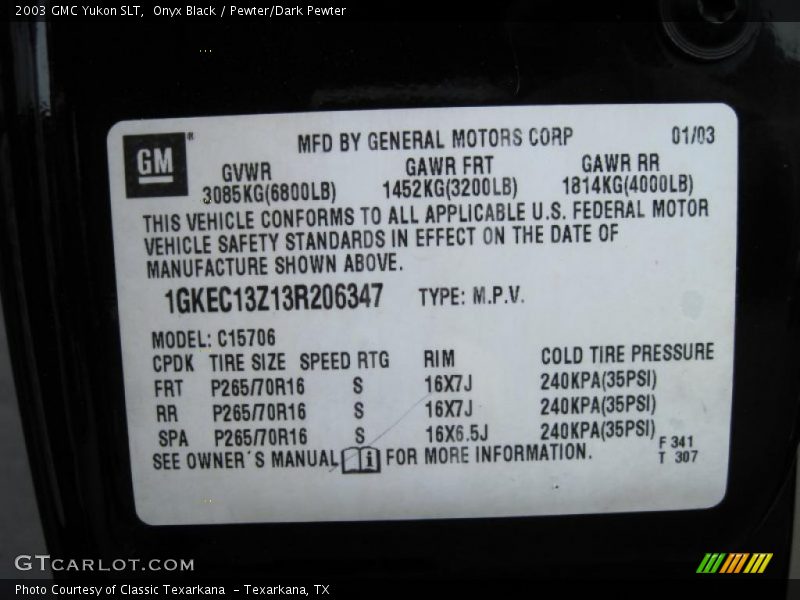 2003 GMC Yukon SLT,  Onyx Black / Pewter/Dark Pewter
GM®
MFD BY GENERAL MOTORS CORP 01/03
GVWR GAWR FRT GAWR RR
3085KG(6800LB) 1452KG(3200LB) 1814KG(4000LB)
THIS VEHICLE CONFORMS TO ALL APPLICABLE U.S. FEDERAL MOTOR
VEHICLE SAFETY STANDARDS IN EFFECT ON THE DATE OF
MANUFACTURE SHOWN ABOVE.
1GKEC13Z13R206347 TYPE: M.P.V.
MODEL: C15706
CPDK TIRE SIZE SPEED RTG RIM COLD TIRE PRESSURE
FRT P265/70R16 S 16X7J 240KPA(35PSI)
RR P265/70R16 S 16X7J 240KPA(35PSI)
SPA P265/70R16 S 16X6.5J 240KPA(35PSI)
SEE OWNER'S MANUAL i FOR MORE INFORMATION.
F 341
T 307
GTCARLOT.COM
Photo Courtesy of Classic Texarkana  - Texarkana, TX